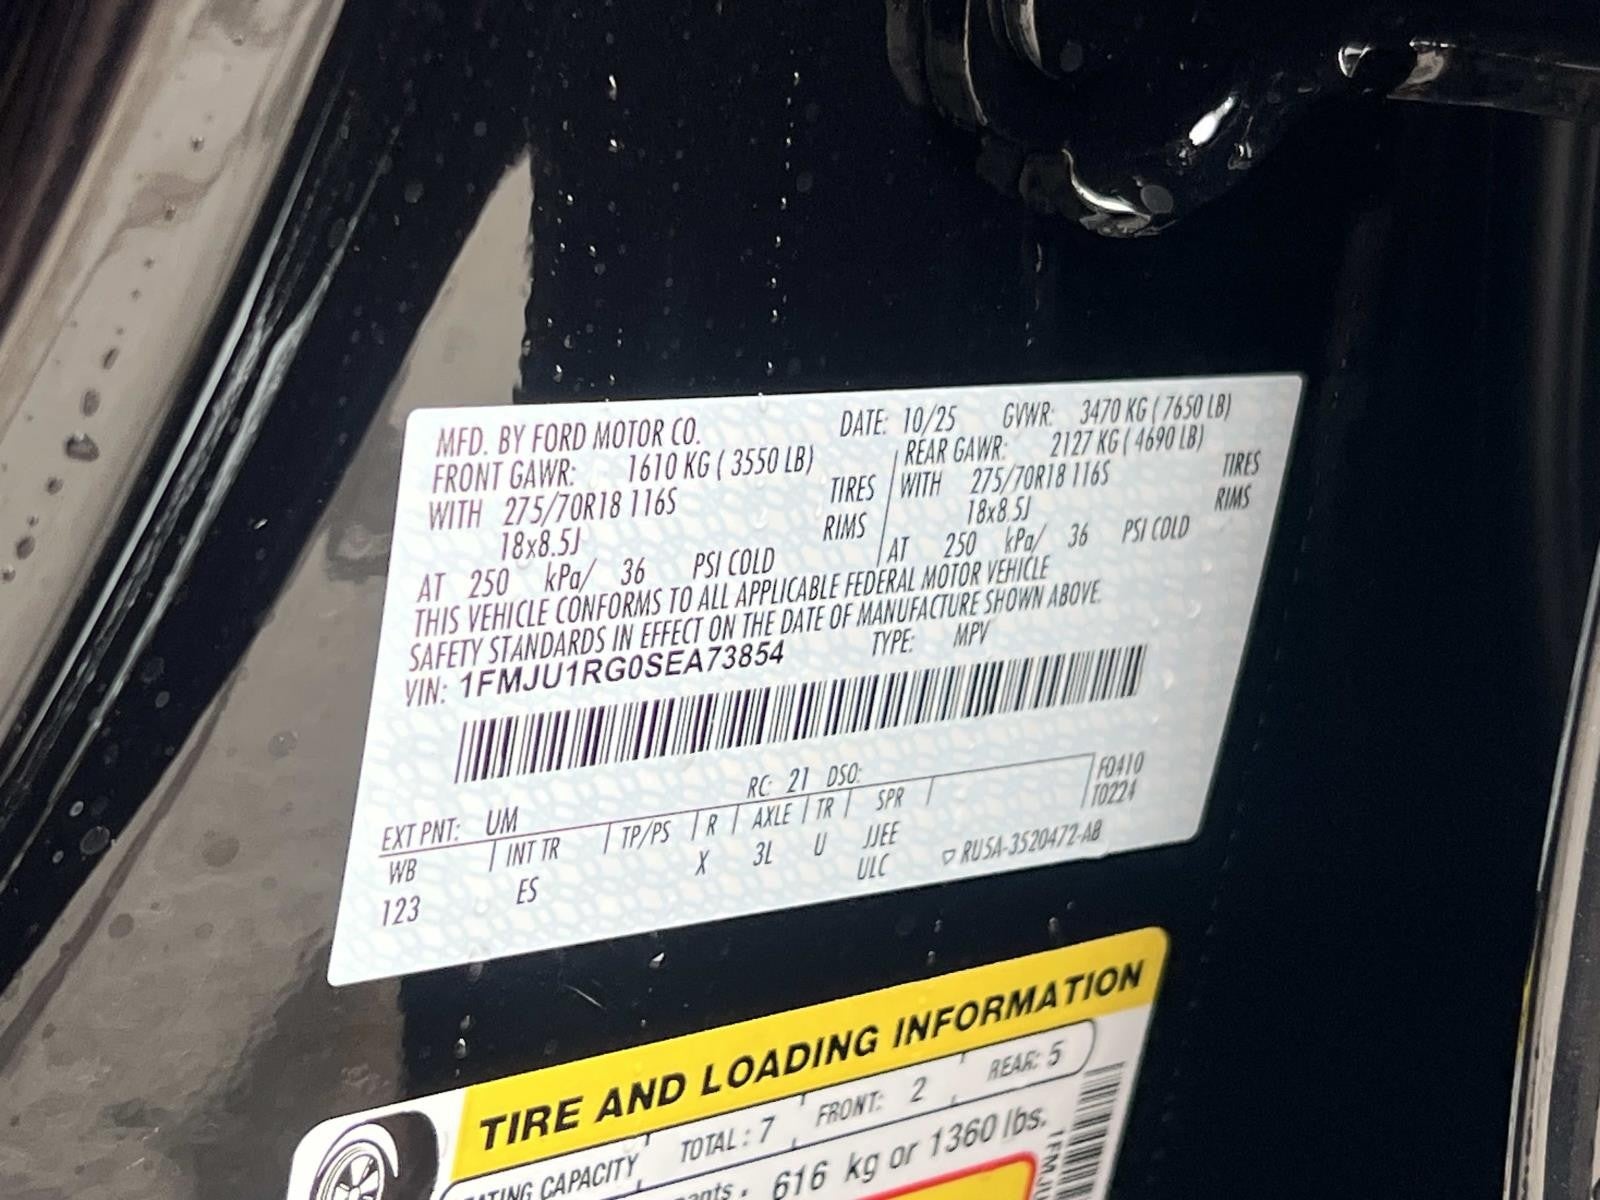 MFD. BY FORD MOTOR CO. DATE: 10/25 GVWR: 3470 KG ( 7650 LB)
FRONT GAWR: 1610 KG ( 3550 LB) REAR GAWR: 2127 KG ( 4690 LB)
WITH 275/70R18 116S TIRES WITH 275/70R18 116S TIRES
18x8.5J RIMS 18x8.5J RIMS
AT 250 kPa/ 36 PSI COLD AT 250 kPa/ 36 PSI COLD
THIS VEHICLE CONFORMS TO ALL APPLICABLE FEDERAL MOTOR VEHICLE
SAFETY STANDARDS IN EFFECT ON THE DATE OF MANUFACTURE SHOWN ABOVE.
VIN: 1FMJU1RG0SEA73854 TYPE: MPV
EXT PNT: UM RC: 21 DSO: F0410
WB INT TR TP/PS R AXLE TR SPR T0224
123 ES X 3L U JJEE
ULC RU5A-3520472-AB
TIRE AND LOADING INFORMATION
CAPACITY TOTAL: 7 FRONT: 2 REAR: 5
616 kg or 1360 lbs.
1FMJU